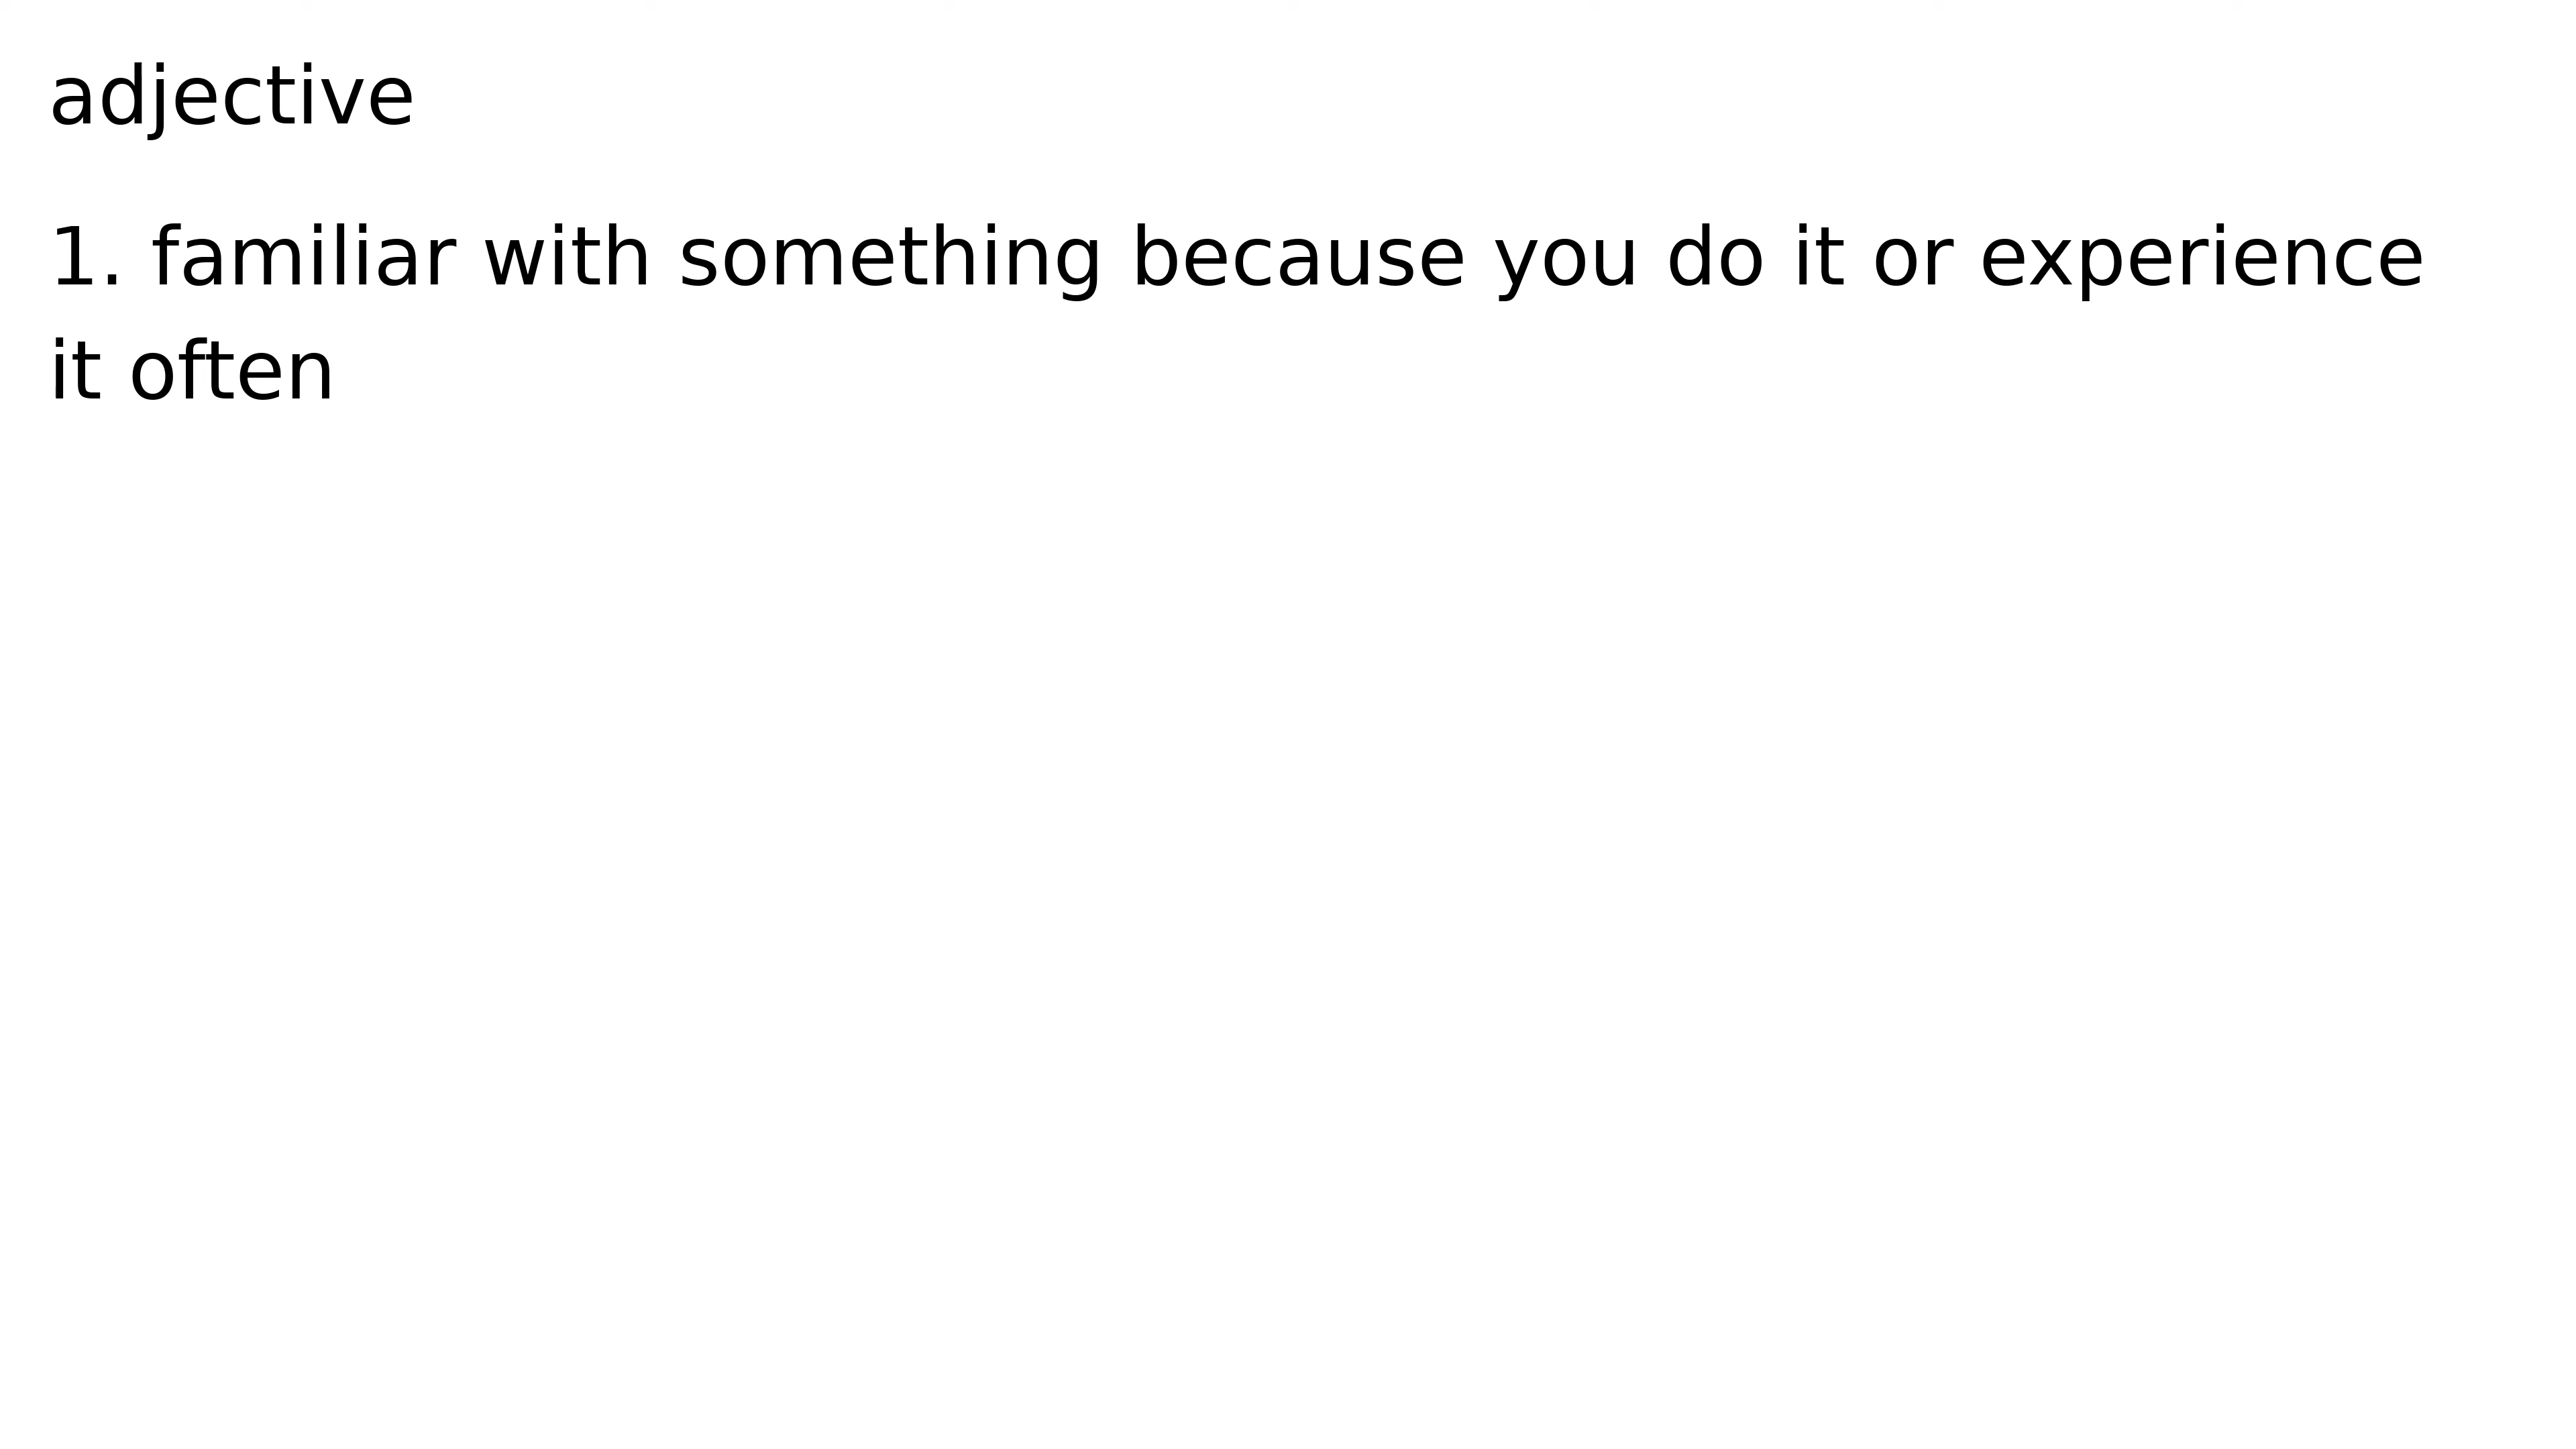 adjective
1. familiar with something because you do it or experience
it often